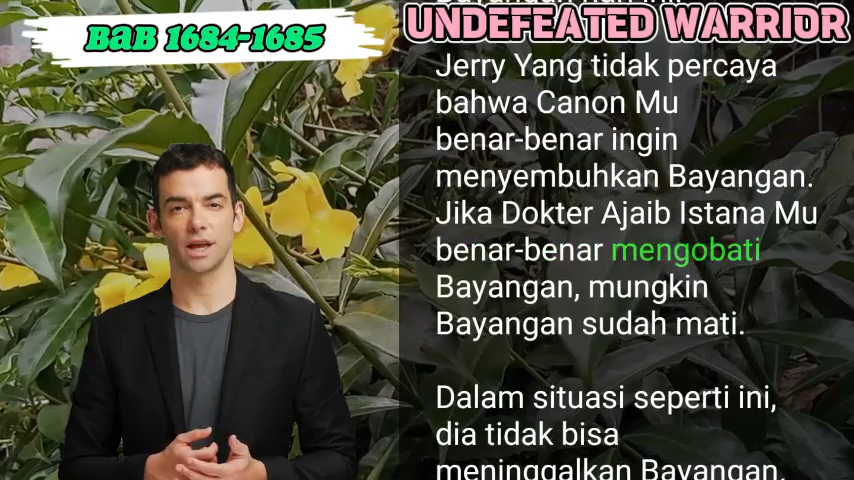 BAB 1684-1685
UNDEFEATED WARRIOR
Jerry Yang tidak percaya
bahwa Canon Mu
benar-benar ingin
menyembuhkan Bayangan.
Jika Dokter Ajaib Istana Mu
benar-benar mengobati
Bayangan, mungkin
Bayangan sudah mati.
Dalam situasi seperti ini,
dia tidak bisa
meninggalkan Bayangan.